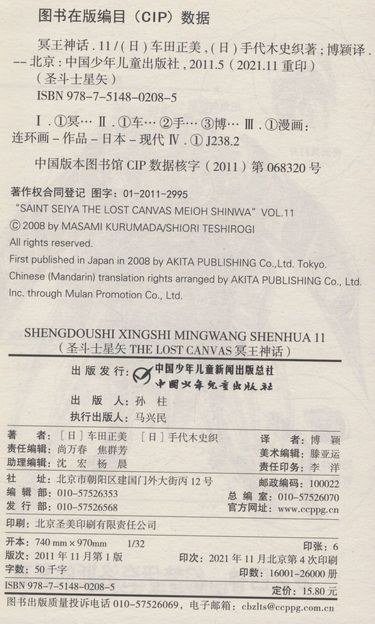 图书在版编目（CIP）数据
冥王神话.11/（日）车田正美，（日）手代木史织著；博颖译.
-- 北京：中国少年儿童出版社，2011.5（2021.11重印）
（圣斗士星矢）
ISBN 978-7-5148-0208-5
Ⅰ.①冥… Ⅱ.①车…②手…③博… Ⅲ.①漫画：
连环画－作品－日本－现代 Ⅳ.①J238.2
中国版本图书馆CIP数据核字（2011）第068320号
著作权合同登记 图字：01-2011-2995
"SAINT SEIYA THE LOST CANVAS MEIOH SHINWA" VOL.11
© 2008 by MASAMI KURUMADA/SHIORI TESHIROGI
All rights reserved.
First published in Japan in 2008 by AKITA PUBLISHING Co.,Ltd. Tokyo.
Chinese (Mandarin) translation rights arranged by AKITA PUBLISHING Co., Ltd.
Inc. through Mulan Promotion Co., Ltd.
SHENGDOUSHI XINGSHI MINGWANG SHENHUA 11
（圣斗士星矢 THE LOST CANVAS 冥王神话）
出版发行：中国少年儿童新闻出版总社
中国少年儿童出版社
出 版 人：孙 柱
执行出版人：马兴民
著 者：［日］车田正美 ［日］手代木史织 译 者：博 颖
责任编辑：尚万春 焦群芳 美术编辑：滕亚运
助理编辑：沈 宏 杨 晨 责任印务：李 洋
社 址：北京市朝阳区建国门外大街丙12号 邮政编码：100022
编 辑 部：010-57526353 总 编 室：010-57526070
发 行 部：010-57526568 官方网址：www.ccppg.cn
印刷：北京圣美印刷有限责任公司
开本：740 mm×970mm 1/32 印张：6
版次：2011年11月第1版 印次：2021年11月北京第4次印刷
字数：50千字 印数：16001-26000册
ISBN 978-7-5148-0208-5 定价：15.80元
图书出版质量投诉电话010-57526069，电子邮箱：cbzlts@ccppg.com.cn